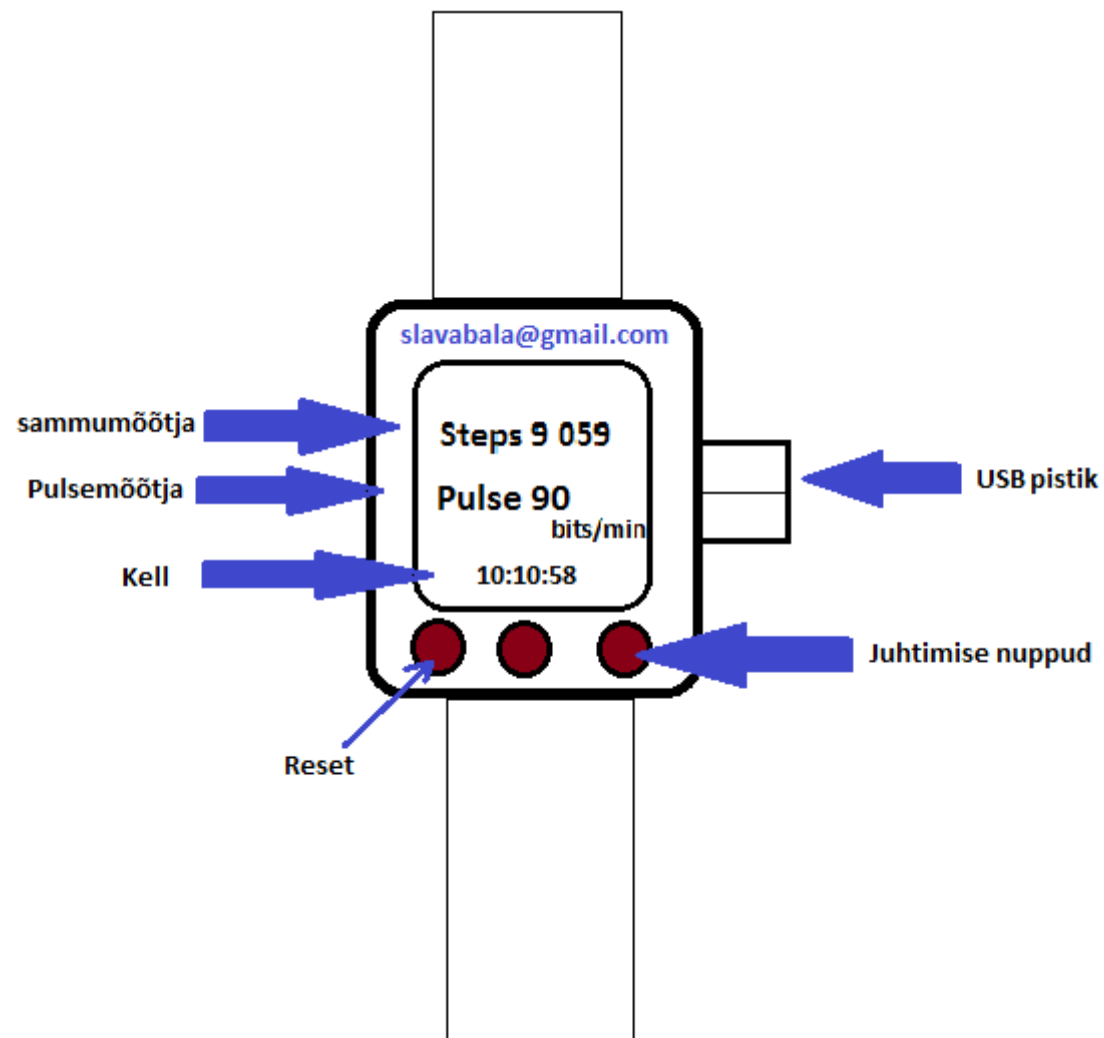 slavabala@gmail.com
sammumõõtja
Steps 9 059
Pulsemõõtja
Pulse 90
bits/min
USB pistik
Kell
10:10:58
Juhtimise nuppud
Reset